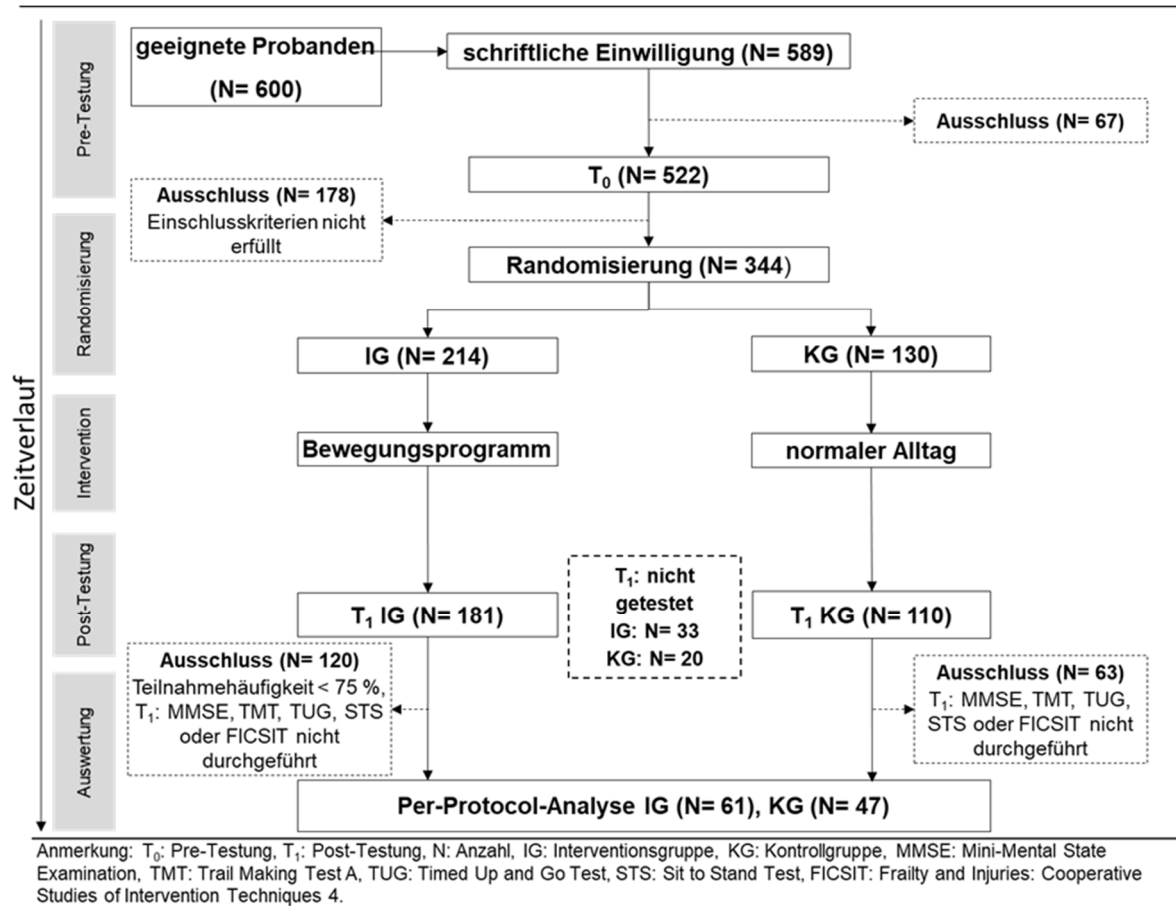 geeignete Probanden
(N= 600)
schriftliche Einwilligung (N= 589)
Ausschluss (N= 67)
T₀ (N= 522)
Ausschluss (N= 178)
Einschlusskriterien nicht
erfüllt
Randomisierung (N= 344)
IG (N= 214)
KG (N= 130)
Bewegungsprogramm
normaler Alltag
T₁: nicht
getestet
IG: N= 33
KG: N= 20
T₁ IG (N= 181)
T₁ KG (N= 110)
Ausschluss (N= 120)
Teilnahmehäufigkeit < 75 %,
T₁: MMSE, TMT, TUG, STS
oder FICSIT nicht
durchgeführt
Ausschluss (N= 63)
T₁: MMSE, TMT, TUG,
STS oder FICSIT nicht
durchgeführt
Per-Protocol-Analyse IG (N= 61), KG (N= 47)
Zeitverlauf
Pre-Testung
Randomisierung
Intervention
Post-Testung
Auswertung
Anmerkung: T₀: Pre-Testung, T₁: Post-Testung, N: Anzahl, IG: Interventionsgruppe, KG: Kontrollgruppe, MMSE: Mini-Mental State
Examination, TMT: Trail Making Test A, TUG: Timed Up and Go Test, STS: Sit to Stand Test, FICSIT: Frailty and Injuries: Cooperative
Studies of Intervention Techniques 4.